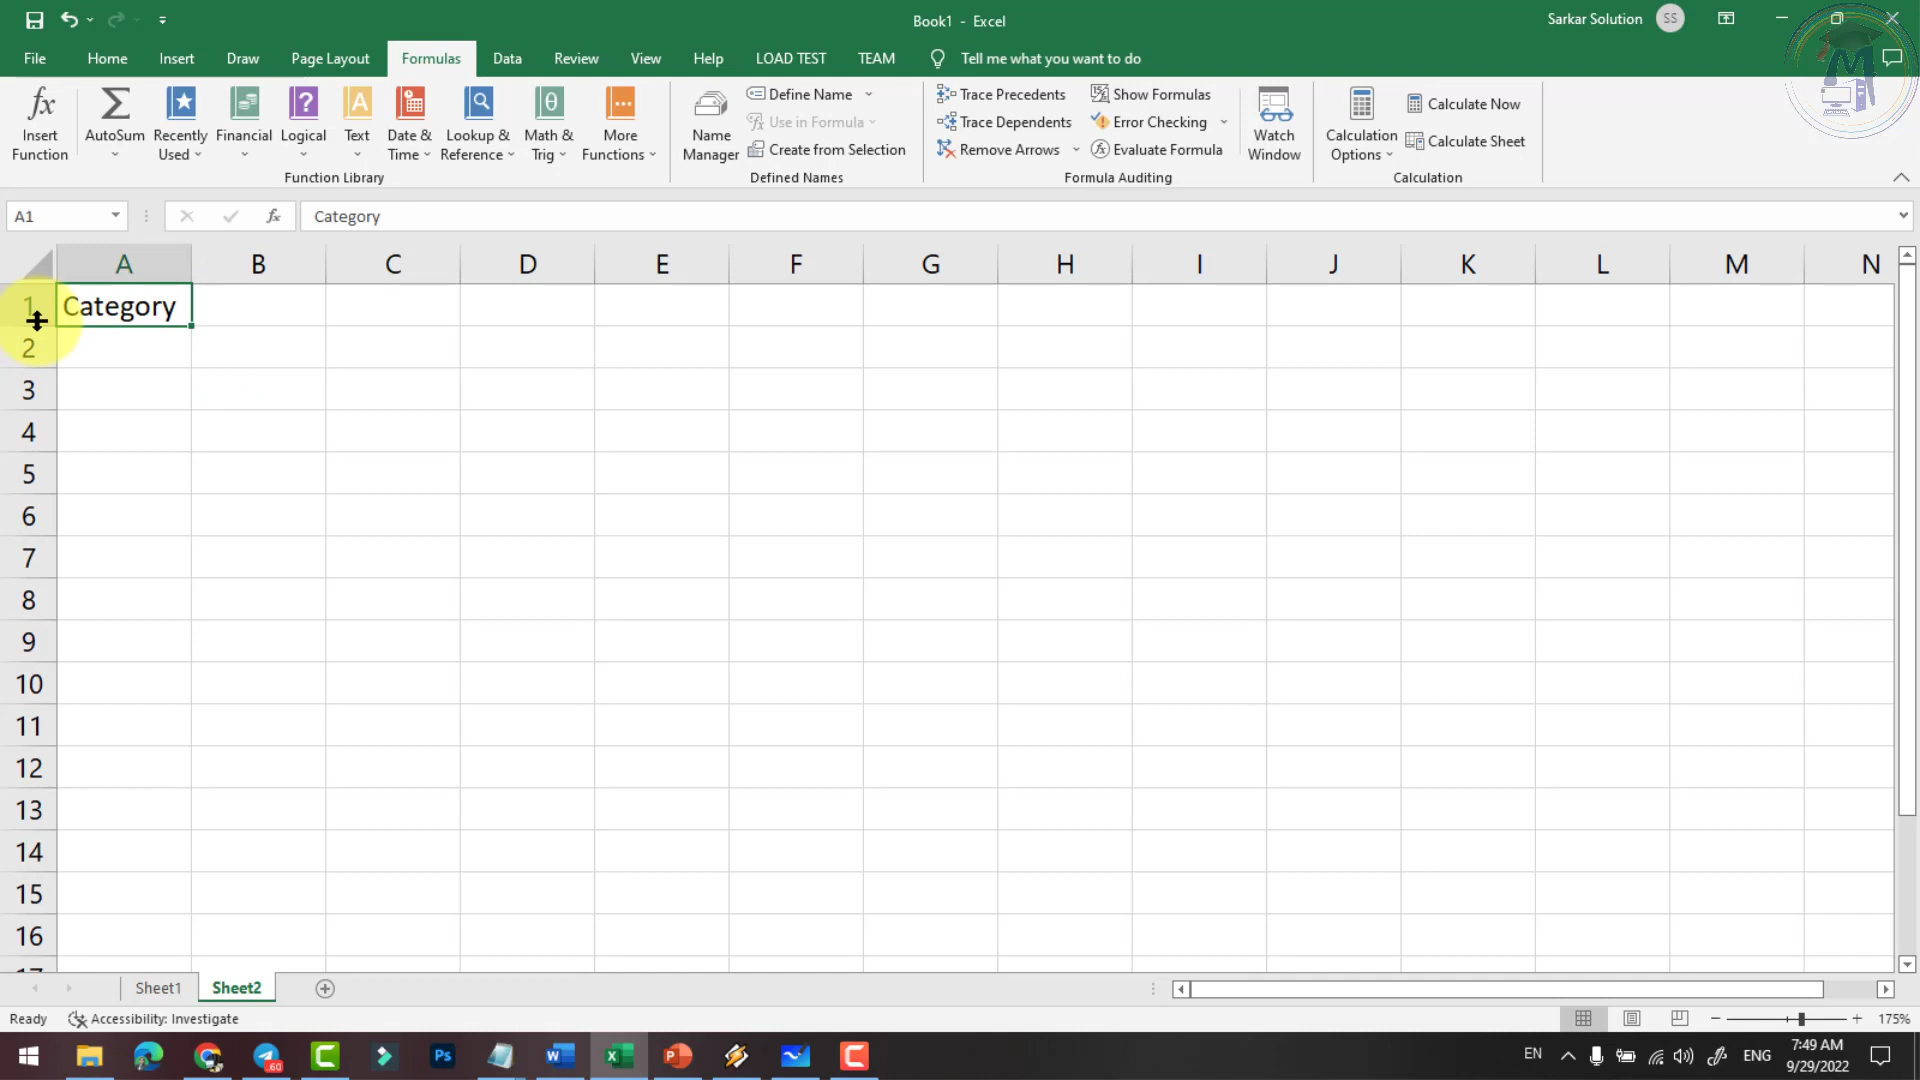 Book1 - Excel
Sarkar Solution SS
File Home Insert Draw Page Layout Formulas Data Review View Help LOAD TEST TEAM Tell me what you want to do
fx Insert Function
AutoSum
Recently Used
Financial
Logical
Text
Date & Time
Lookup & Reference
Math & Trig
More Functions
Function Library
Name Manager
Define Name
Use in Formula
Create from Selection
Defined Names
Trace Precedents
Trace Dependents
Remove Arrows
Show Formulas
Error Checking
Evaluate Formula
Watch Window
Formula Auditing
Calculation Options
Calculate Now
Calculate Sheet
Calculation
A1 fx Category
A B C D E F G H I J K L M N
1 Category
2
3
4
5
6
7
8
9
10
11
12
13
14
15
16
17
Sheet1 Sheet2
Ready Accessibility: Investigate 175%
EN ENG 7:49 AM
9/29/2022